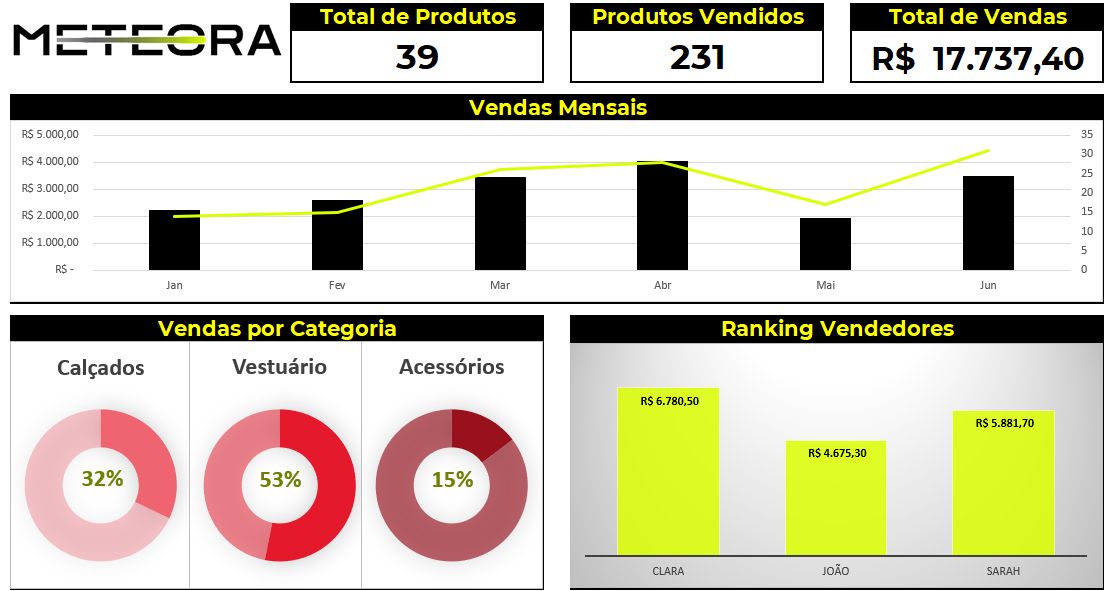 METEORA
Total de Produtos
39
Produtos Vendidos
231
Total de Vendas
R$ 17.737,40
Vendas Mensais
R$ 5.000,00
R$ 4.000,00
R$ 3.000,00
R$ 2.000,00
R$ 1.000,00
R$ -
35
30
25
20
15
10
5
0
Jan Fev Mar Abr Mai Jun
Vendas por Categoria
Calçados Vestuário Acessórios
32% 53% 15%
Ranking Vendedores
R$ 6.780,50
R$ 4.675,30
R$ 5.881,70
CLARA JOÃO SARAH